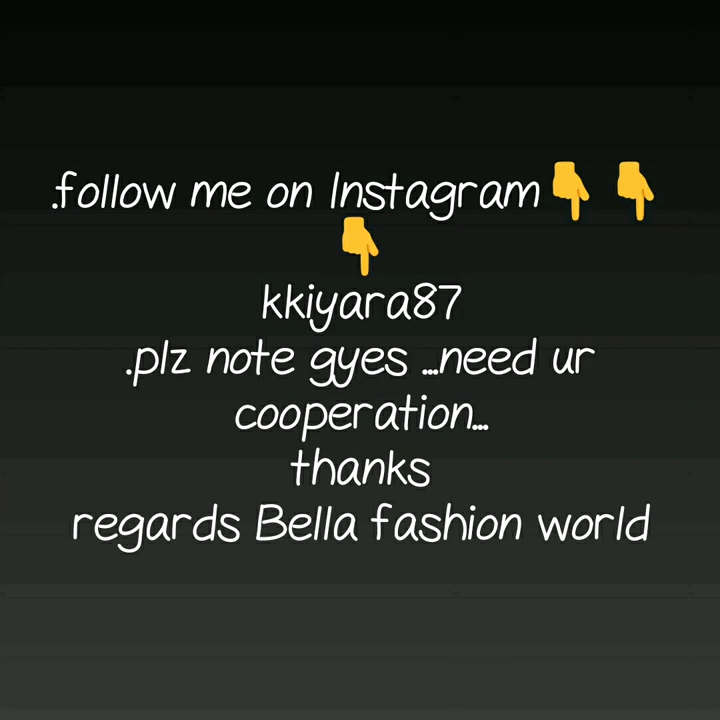 .follow me on Instagram👇👇
👇
kkiyara87
.plz note gyes ...need ur
cooperation...
thanks
regards Bella fashion world